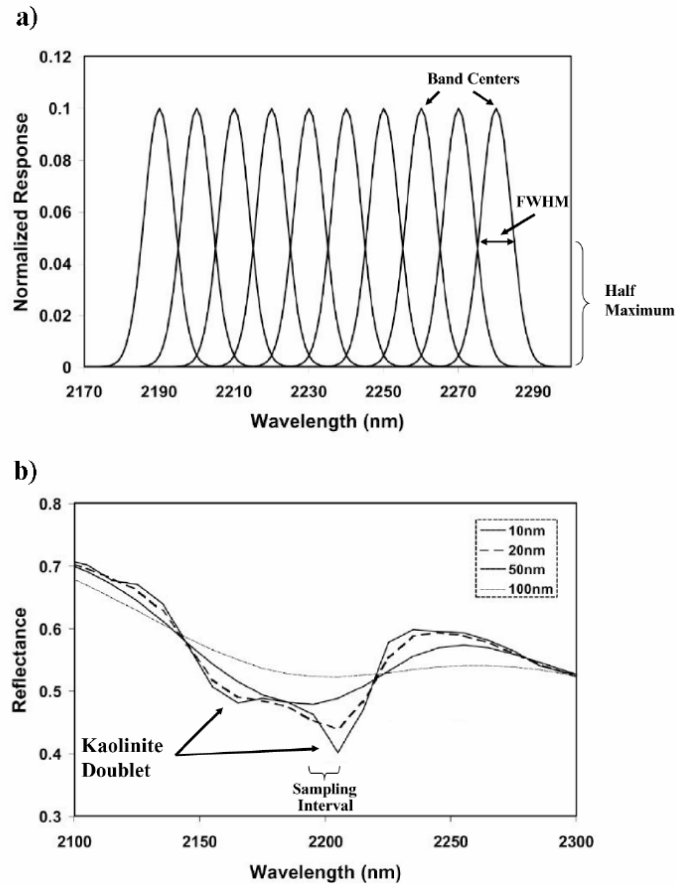 a)
0.12
0.1
0.08
0.06
0.04
0.02
0
Normalized Response
Band Centers
FWHM
Half
Maximum
2170 2190 2210 2230 2250 2270 2290
Wavelength (nm)
b)
0.8
0.7
0.6
0.5
0.4
0.3
Reflectance
10nm
20nm
50nm
100nm
Kaolinite
Doublet
Sampling
Interval
2100 2150 2200 2250 2300
Wavelength (nm)